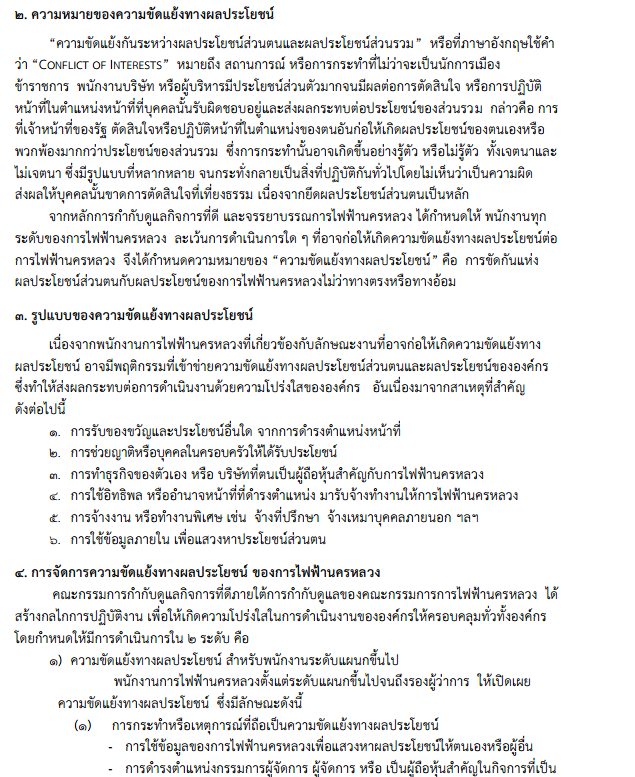 ๒. ความหมายของความขัดแย้งทางผลประโยชน์
“ความขัดแย้งกันระหว่างผลประโยชน์ส่วนตนและผลประโยชน์ส่วนรวม” หรือที่ภาษาอังกฤษใช้คำ
ว่า “CONFLICT OF INTERESTS” หมายถึง สถานการณ์ หรือการกระทำที่ไม่ว่าจะเป็นนักการเมือง
ข้าราชการ พนักงานบริษัท หรือผู้บริหารมีประโยชน์ส่วนตัวมากจนมีผลต่อการตัดสินใจ หรือการปฏิบัติ
หน้าที่ในตำแหน่งหน้าที่ที่บุคคลนั้นรับผิดชอบอยู่และส่งผลกระทบต่อประโยชน์ของส่วนรวม กล่าวคือ การ
ที่เจ้าหน้าที่ของรัฐ ตัดสินใจหรือปฏิบัติหน้าที่ในตำแหน่งของตนอันก่อให้เกิดผลประโยชน์ของตนเองหรือ
พวกพ้องมากกว่าประโยชน์ของส่วนรวม ซึ่งการกระทำนั้นอาจเกิดขึ้นอย่างรู้ตัว หรือไม่รู้ตัว ทั้งเจตนาและ
ไม่เจตนา ซึ่งมีรูปแบบที่หลากหลาย จนกระทั่งกลายเป็นสิ่งที่ปฏิบัติกันทั่วไปโดยไม่เห็นว่าเป็นความผิด
ส่งผลให้บุคคลนั้นขาดการตัดสินใจที่เที่ยงธรรม เนื่องจากยึดผลประโยชน์ส่วนตนเป็นหลัก
จากหลักการกำกับดูแลกิจการที่ดี และจรรยาบรรณการไฟฟ้านครหลวง ได้กำหนดให้ พนักงานทุก
ระดับของการไฟฟ้านครหลวง ละเว้นการดำเนินการใด ๆ ที่อาจก่อให้เกิดความขัดแย้งทางผลประโยชน์ต่อ
การไฟฟ้านครหลวง จึงได้กำหนดความหมายของ “ความขัดแย้งทางผลประโยชน์” คือ การขัดกันแห่ง
ผลประโยชน์ส่วนตนกับผลประโยชน์ของการไฟฟ้านครหลวงไม่ว่าทางตรงหรือทางอ้อม
๓. รูปแบบของความขัดแย้งทางผลประโยชน์
เนื่องจากพนักงานการไฟฟ้านครหลวงที่เกี่ยวข้องกับลักษณะงานที่อาจก่อให้เกิดความขัดแย้งทาง
ผลประโยชน์ อาจมีพฤติกรรมที่เข้าข่ายความขัดแย้งทางผลประโยชน์ส่วนตนและผลประโยชน์ขององค์กร
ซึ่งทำให้ส่งผลกระทบต่อการดำเนินงานด้วยความโปร่งใสขององค์กร อันเนื่องมาจากสาเหตุที่สำคัญ
ดังต่อไปนี้
๑. การรับของขวัญและประโยชน์อื่นใด จากการดำรงตำแหน่งหน้าที่
๒. การช่วยญาติหรือบุคคลในครอบครัวให้ได้รับประโยชน์
๓. การทำธุรกิจของตัวเอง หรือ บริษัทที่ตนเป็นผู้ถือหุ้นสำคัญกับการไฟฟ้านครหลวง
๔. การใช้อิทธิพล หรืออำนาจหน้าที่ที่ดำรงตำแหน่ง มารับจ้างทำงานให้การไฟฟ้านครหลวง
๕. การจ้างงาน หรือทำงานพิเศษ เช่น จ้างที่ปรึกษา จ้างเหมาบุคคลภายนอก ฯลฯ
๖. การใช้ข้อมูลภายใน เพื่อแสวงหาประโยชน์ส่วนตน
๔. การจัดการความขัดแย้งทางผลประโยชน์ ของการไฟฟ้านครหลวง
คณะกรรมการกำกับดูแลกิจการที่ดีภายใต้การกำกับดูแลของคณะกรรมการการไฟฟ้านครหลวง ได้
สร้างกลไกการปฏิบัติงาน เพื่อให้เกิดความโปร่งใสในการดำเนินงานขององค์กรให้ครอบคลุมทั่วทั้งองค์กร
โดยกำหนดให้มีการดำเนินการใน ๒ ระดับ คือ
๑) ความขัดแย้งทางผลประโยชน์ สำหรับพนักงานระดับแผนกขึ้นไป
พนักงานการไฟฟ้านครหลวงตั้งแต่ระดับแผนกขึ้นไปจนถึงรองผู้ว่าการ ให้เปิดเผย
ความขัดแย้งทางผลประโยชน์ ซึ่งมีลักษณะดังนี้
(๑) การกระทำหรือเหตุการณ์ที่ถือเป็นความขัดแย้งทางผลประโยชน์
- การใช้ข้อมูลของการไฟฟ้านครหลวงเพื่อแสวงหาผลประโยชน์ให้ตนเองหรือผู้อื่น
- การดำรงตำแหน่งกรรมการผู้จัดการ ผู้จัดการ หรือ เป็นผู้ถือหุ้นสำคัญในกิจการที่เป็น